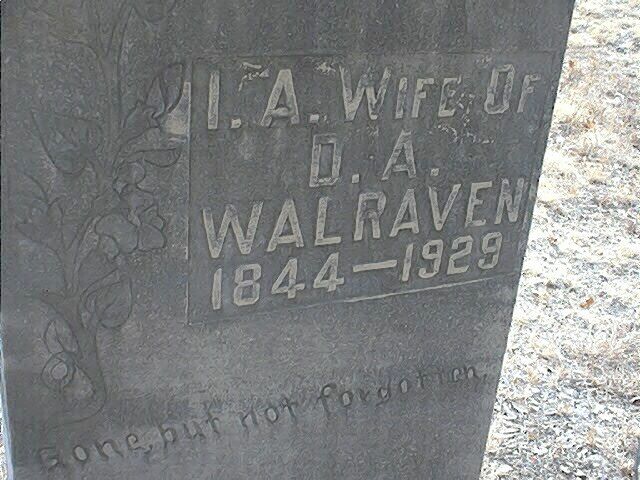 I. A. WIFE OF
D. A.
WALRAVEN
1844—1929
Gone, but not forgotten.